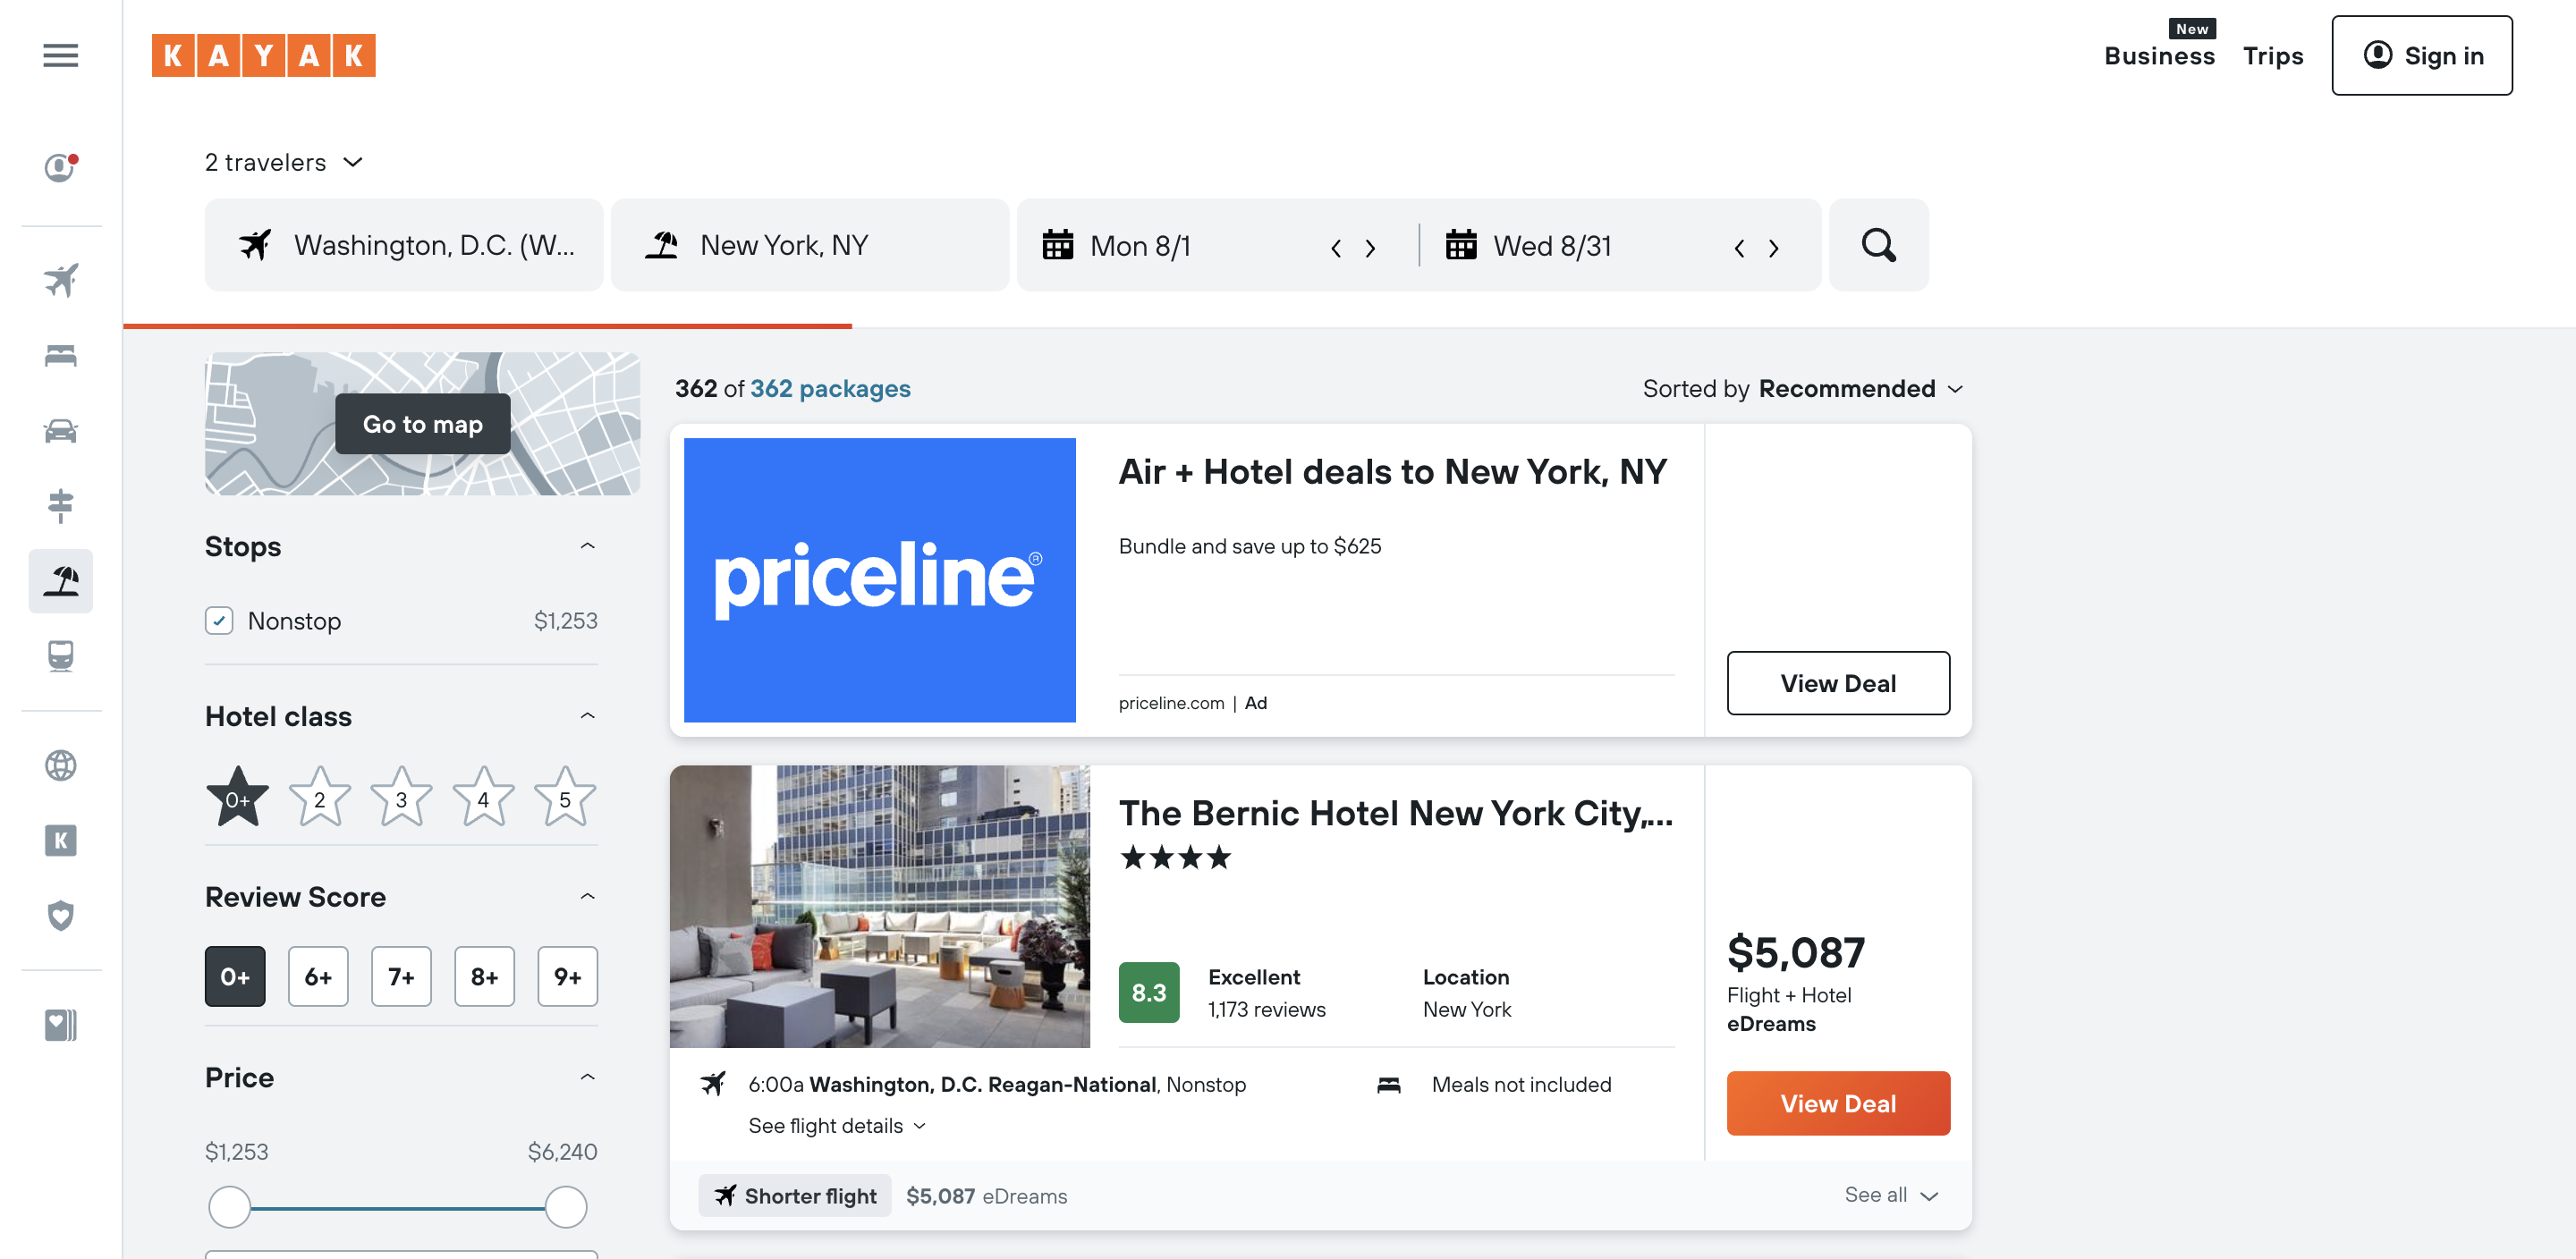 KAYAK
New
Business
Trips
Sign in
2 travelers
Washington, D.C. (W...
New York, NY
Mon 8/1
Wed 8/31
Go to map
362 of 362 packages
Sorted by Recommended
Stops
Nonstop $1,253
Hotel class
0+ 2 3 4 5
Review Score
0+ 6+ 7+ 8+ 9+
Price
$1,253 $6,240
priceline®
Air + Hotel deals to New York, NY
Bundle and save up to $625
priceline.com | Ad
View Deal
The Bernic Hotel New York City,...
8.3
Excellent
1,173 reviews
Location
New York
$5,087
Flight + Hotel
eDreams
View Deal
6:00a Washington, D.C. Reagan-National, Nonstop
Meals not included
See flight details
Shorter flight $5,087 eDreams
See all
K